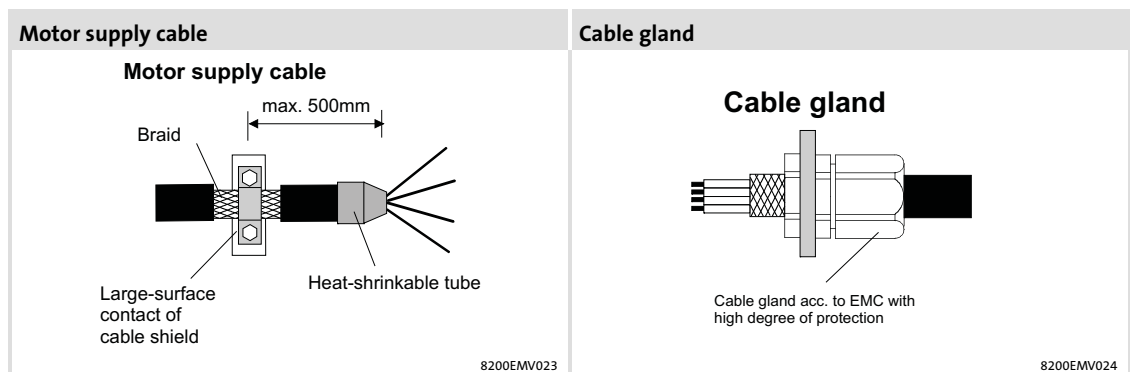 Motor supply cable
Motor supply cable
max. 500mm
Braid
Heat-shrinkable tube
Large-surface
contact of
cable shield
8200EMV023
Cable gland
Cable gland
Cable gland acc. to EMC with
high degree of protection
8200EMV024